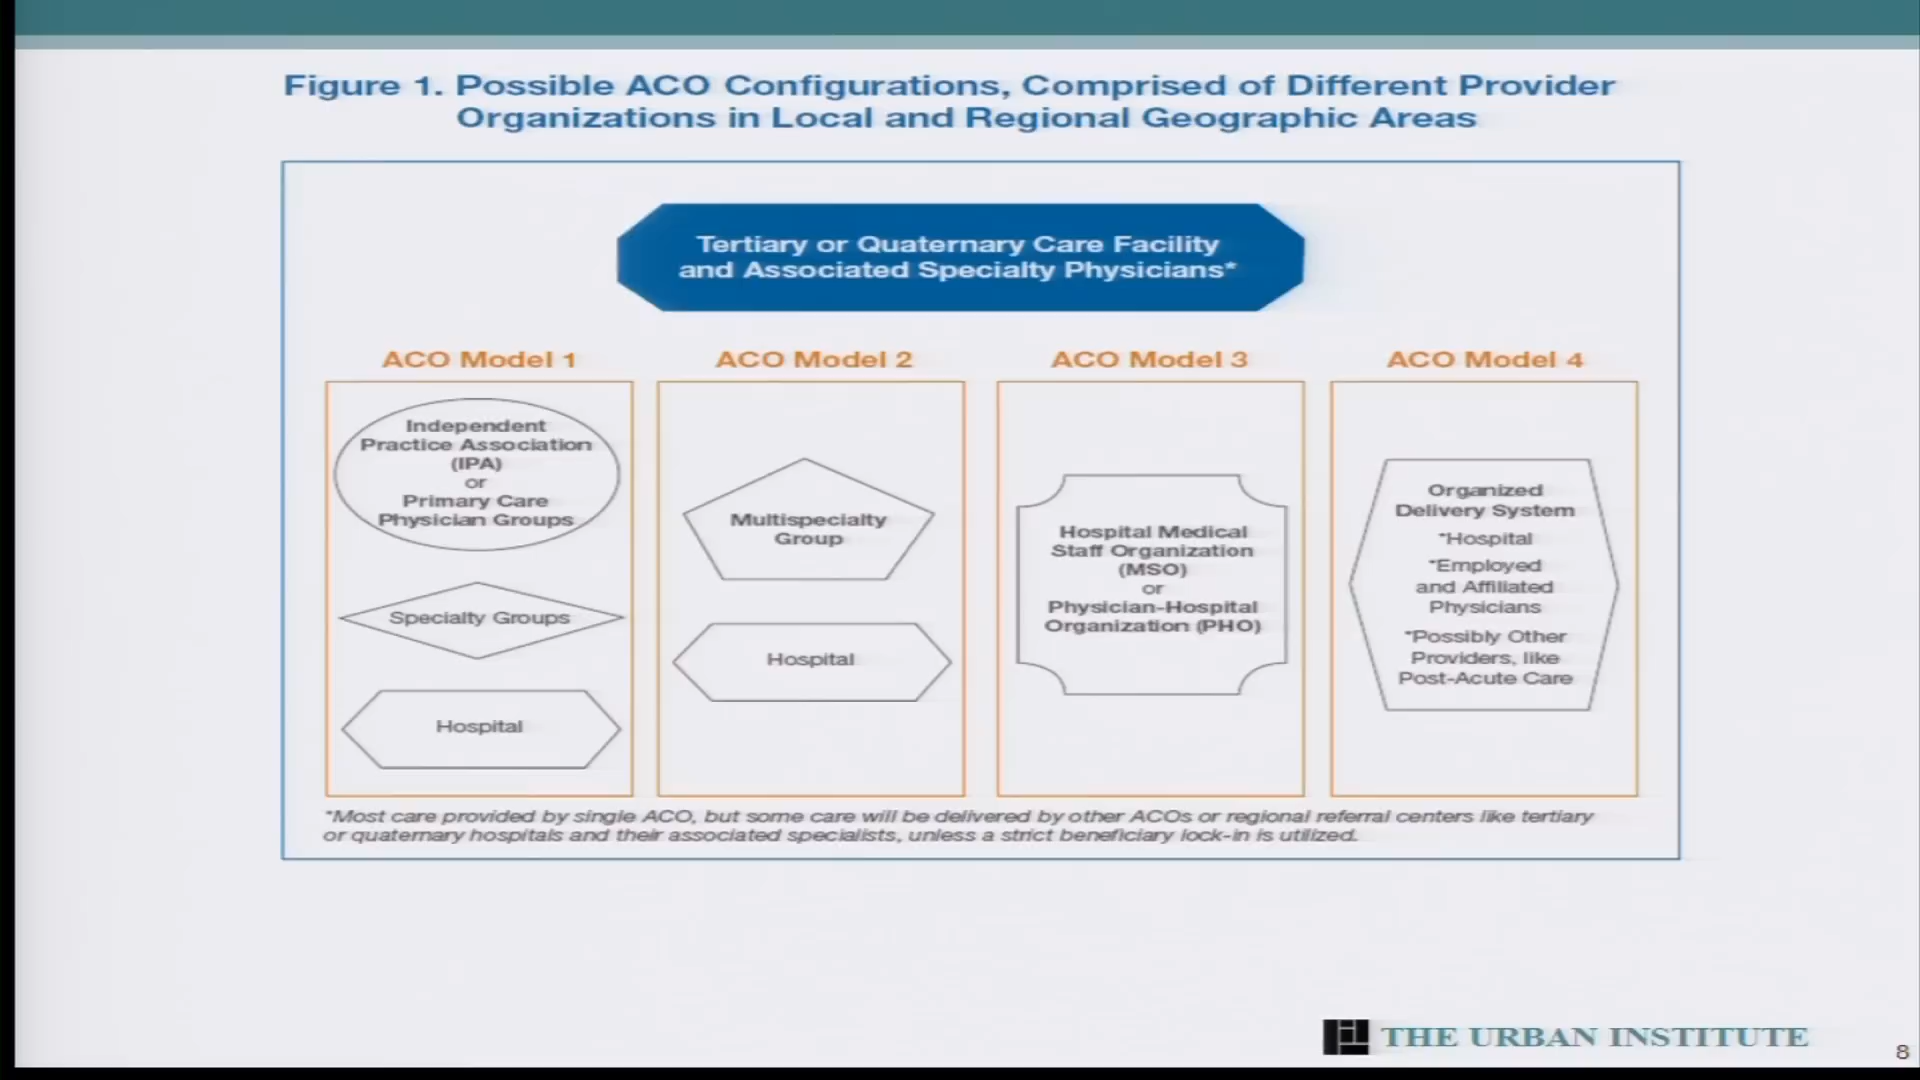 Figure 1. Possible ACO Configurations, Comprised of Different Provider
Organizations in Local and Regional Geographic Areas
Tertiary or Quaternary Care Facility
and Associated Specialty Physicians*
ACO Model 1
Independent
Practice Association
(IPA)
or
Primary Care
Physician Groups
Specialty Groups
Hospital
ACO Model 2
Multispecialty
Group
Hospital
ACO Model 3
Hospital Medical
Staff Organization
(MSO)
or
Physician-Hospital
Organization (PHO)
ACO Model 4
Organized
Delivery System
*Hospital
*Employed
and Affiliated
Physicians
*Possibly Other
Providers, like
Post-Acute Care
*Most care provided by single ACO, but some care will be delivered by other ACOs or regional referral centers like tertiary
or quaternary hospitals and their associated specialists, unless a strict beneficiary lock-in is utilized.
THE URBAN INSTITUTE
8